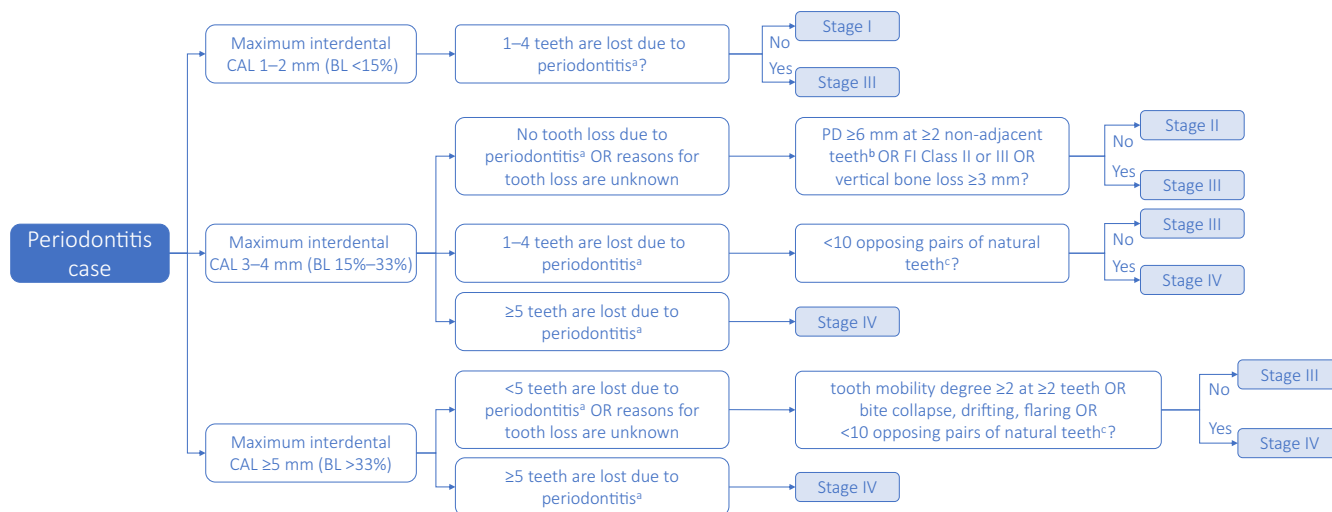 Periodontitis
case
Maximum interdental
CAL 1–2 mm (BL <15%)
1–4 teeth are lost due to
periodontitisᵃ?
No
Stage I
Yes
Stage III
Maximum interdental
CAL 3–4 mm (BL 15%–33%)
No tooth loss due to
periodontitisᵃ OR reasons for
tooth loss are unknown
PD ≥6 mm at ≥2 non-adjacent
teethᵇ OR FI Class II or III OR
vertical bone loss ≥3 mm?
No
Stage II
Yes
Stage III
1–4 teeth are lost due to
periodontitisᵃ
<10 opposing pairs of natural
teethᶜ?
No
Stage III
Yes
Stage IV
≥5 teeth are lost due to
periodontitisᵃ
Stage IV
Maximum interdental
CAL ≥5 mm (BL >33%)
<5 teeth are lost due to
periodontitisᵃ OR reasons for
tooth loss are unknown
tooth mobility degree ≥2 at ≥2 teeth OR
bite collapse, drifting, flaring OR
<10 opposing pairs of natural teethᶜ?
No
Stage III
Yes
Stage IV
≥5 teeth are lost due to
periodontitisᵃ
Stage IV